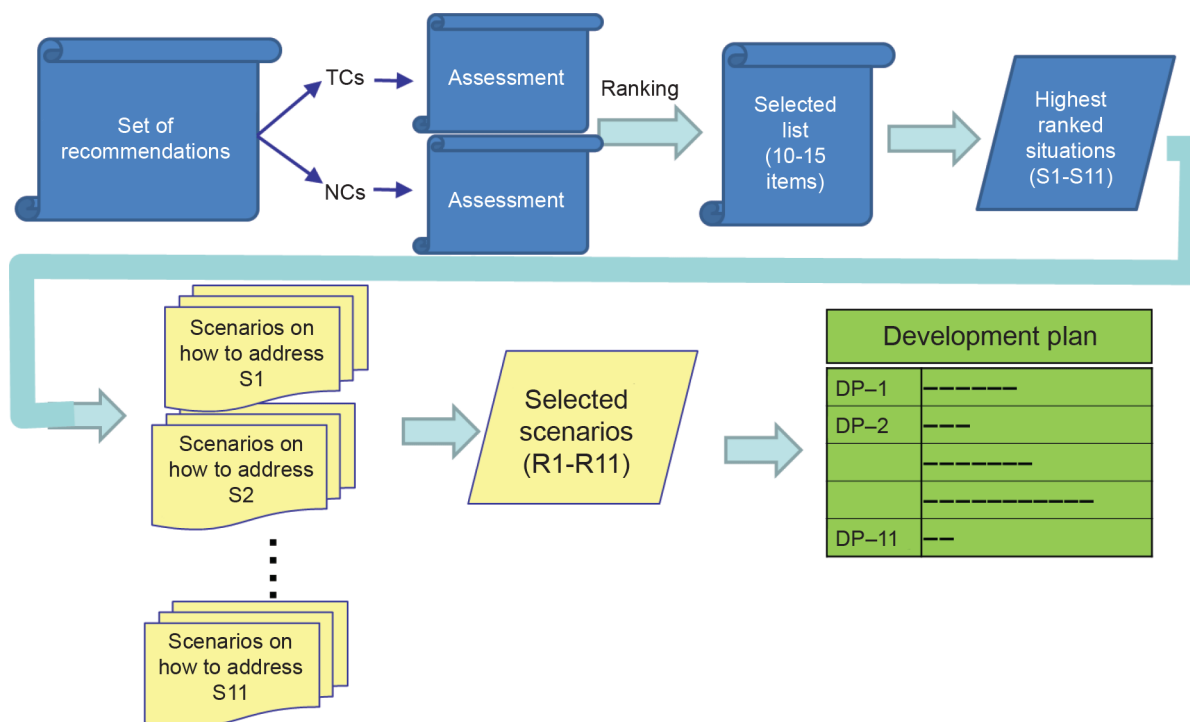 Set of
recommendations
TCs
NCs
Assessment
Assessment
Ranking
Selected
list
(10-15
items)
Highest
ranked
situations
(S1-S11)
Scenarios on
how to address
S1
Scenarios on
how to address
S2
Scenarios on
how to address
S11
Selected
scenarios
(R1-R11)
Development plan
DP–1
DP–2
DP–11